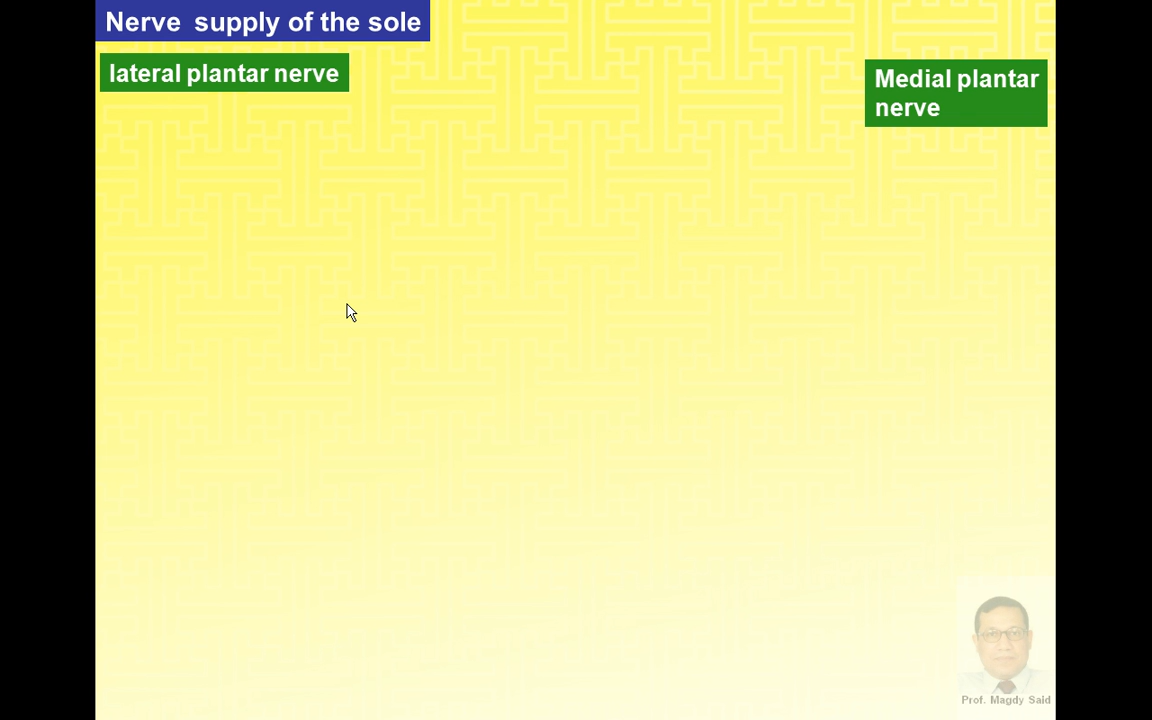 Nerve supply of the sole
lateral plantar nerve
Medial plantar
nerve
Prof. Magdy Said